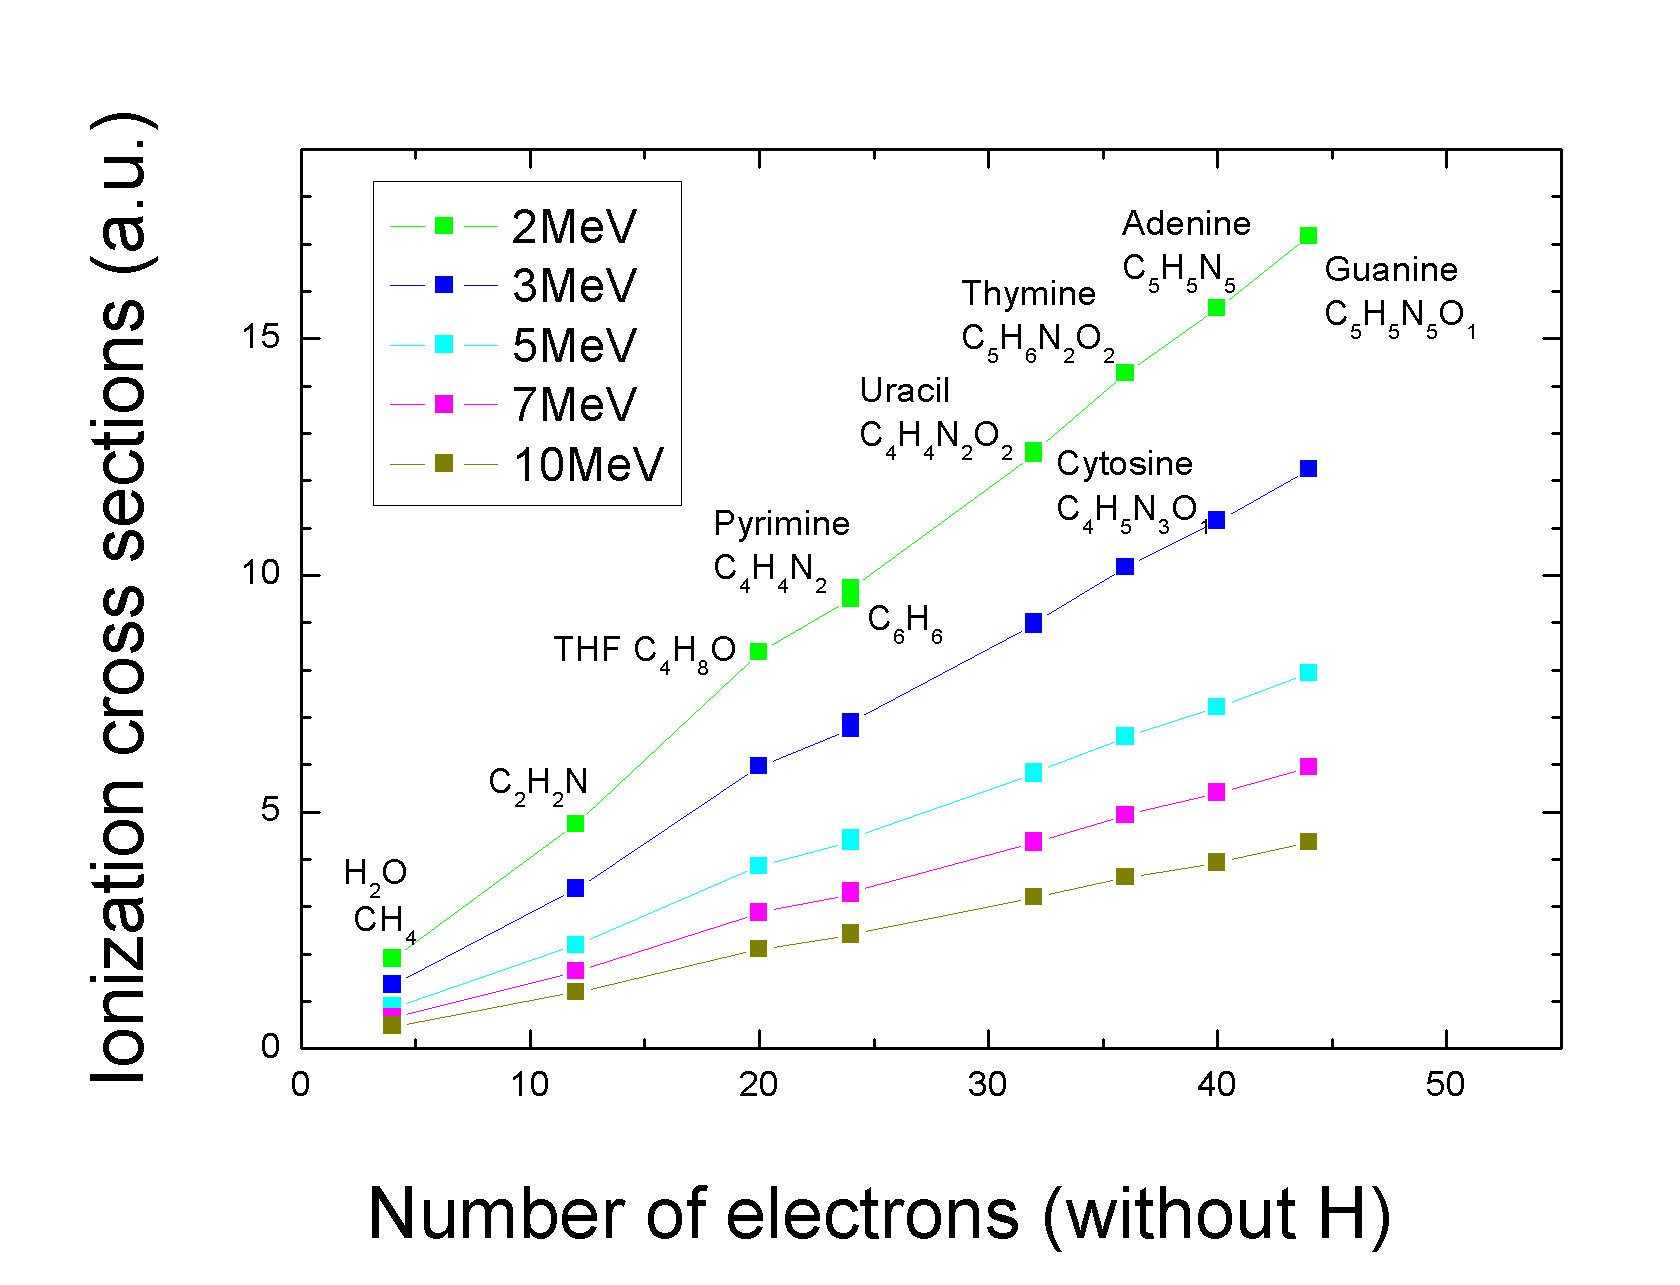 Ionization cross sections (a.u.)
2MeV
3MeV
5MeV
7MeV
10MeV
Adenine
C5H5N5
Guanine
C5H5N5O1
Thymine
C5H6N2O2
Uracil
C4H4N2O2
Cytosine
C4H5N3O1
Pyrimine
C4H4N2
C6H6
THF C4H8O
C2H2N
H2O
CH4
15
10
5
0
0 10 20 30 40 50
Number of electrons (without H)